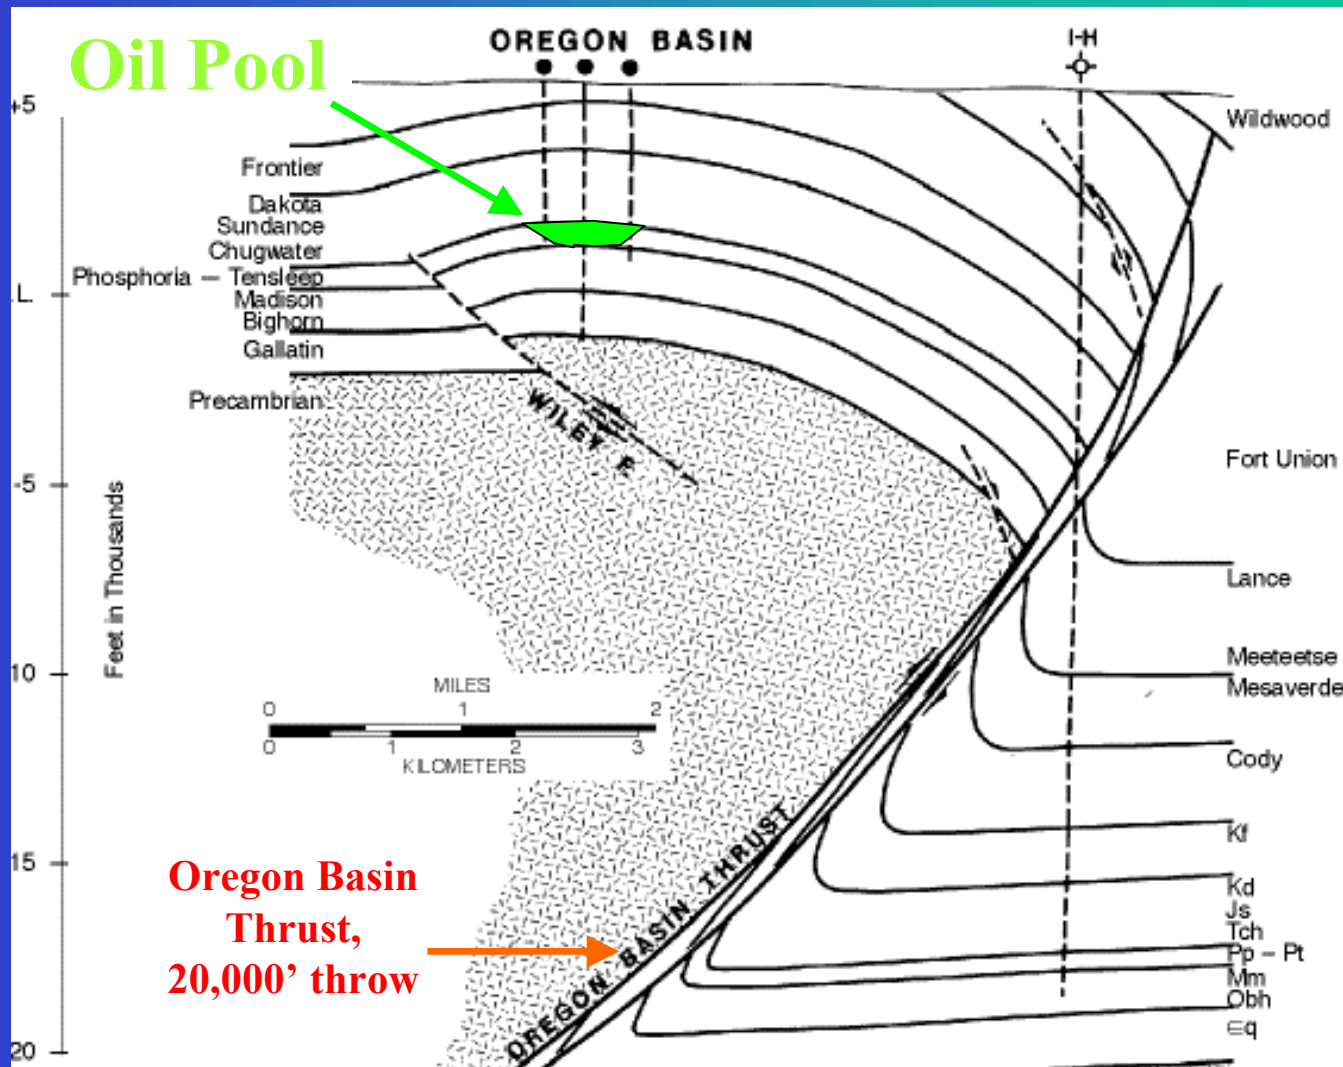 Oil Pool
OREGON BASIN
I-H
+5
Wildwood
Frontier
Dakota
Sundance
Chugwater
Phosphoria — Tensleep
.L
Madison
Bighorn
Gallatin
Precambrian
WILEY F.
-5
Fort Union
Feet in Thousands
Lance
Meeteetse
10
MILES
Mesaverde
0 1 2
0 1 2 3
KILOMETERS
Cody
Kf
15
Oregon Basin
Thrust,
20,000’ throw
OREGON BASIN THRUST
Kd
Js
Tch
Pp – Pt
Mm
Obh
∈q
20